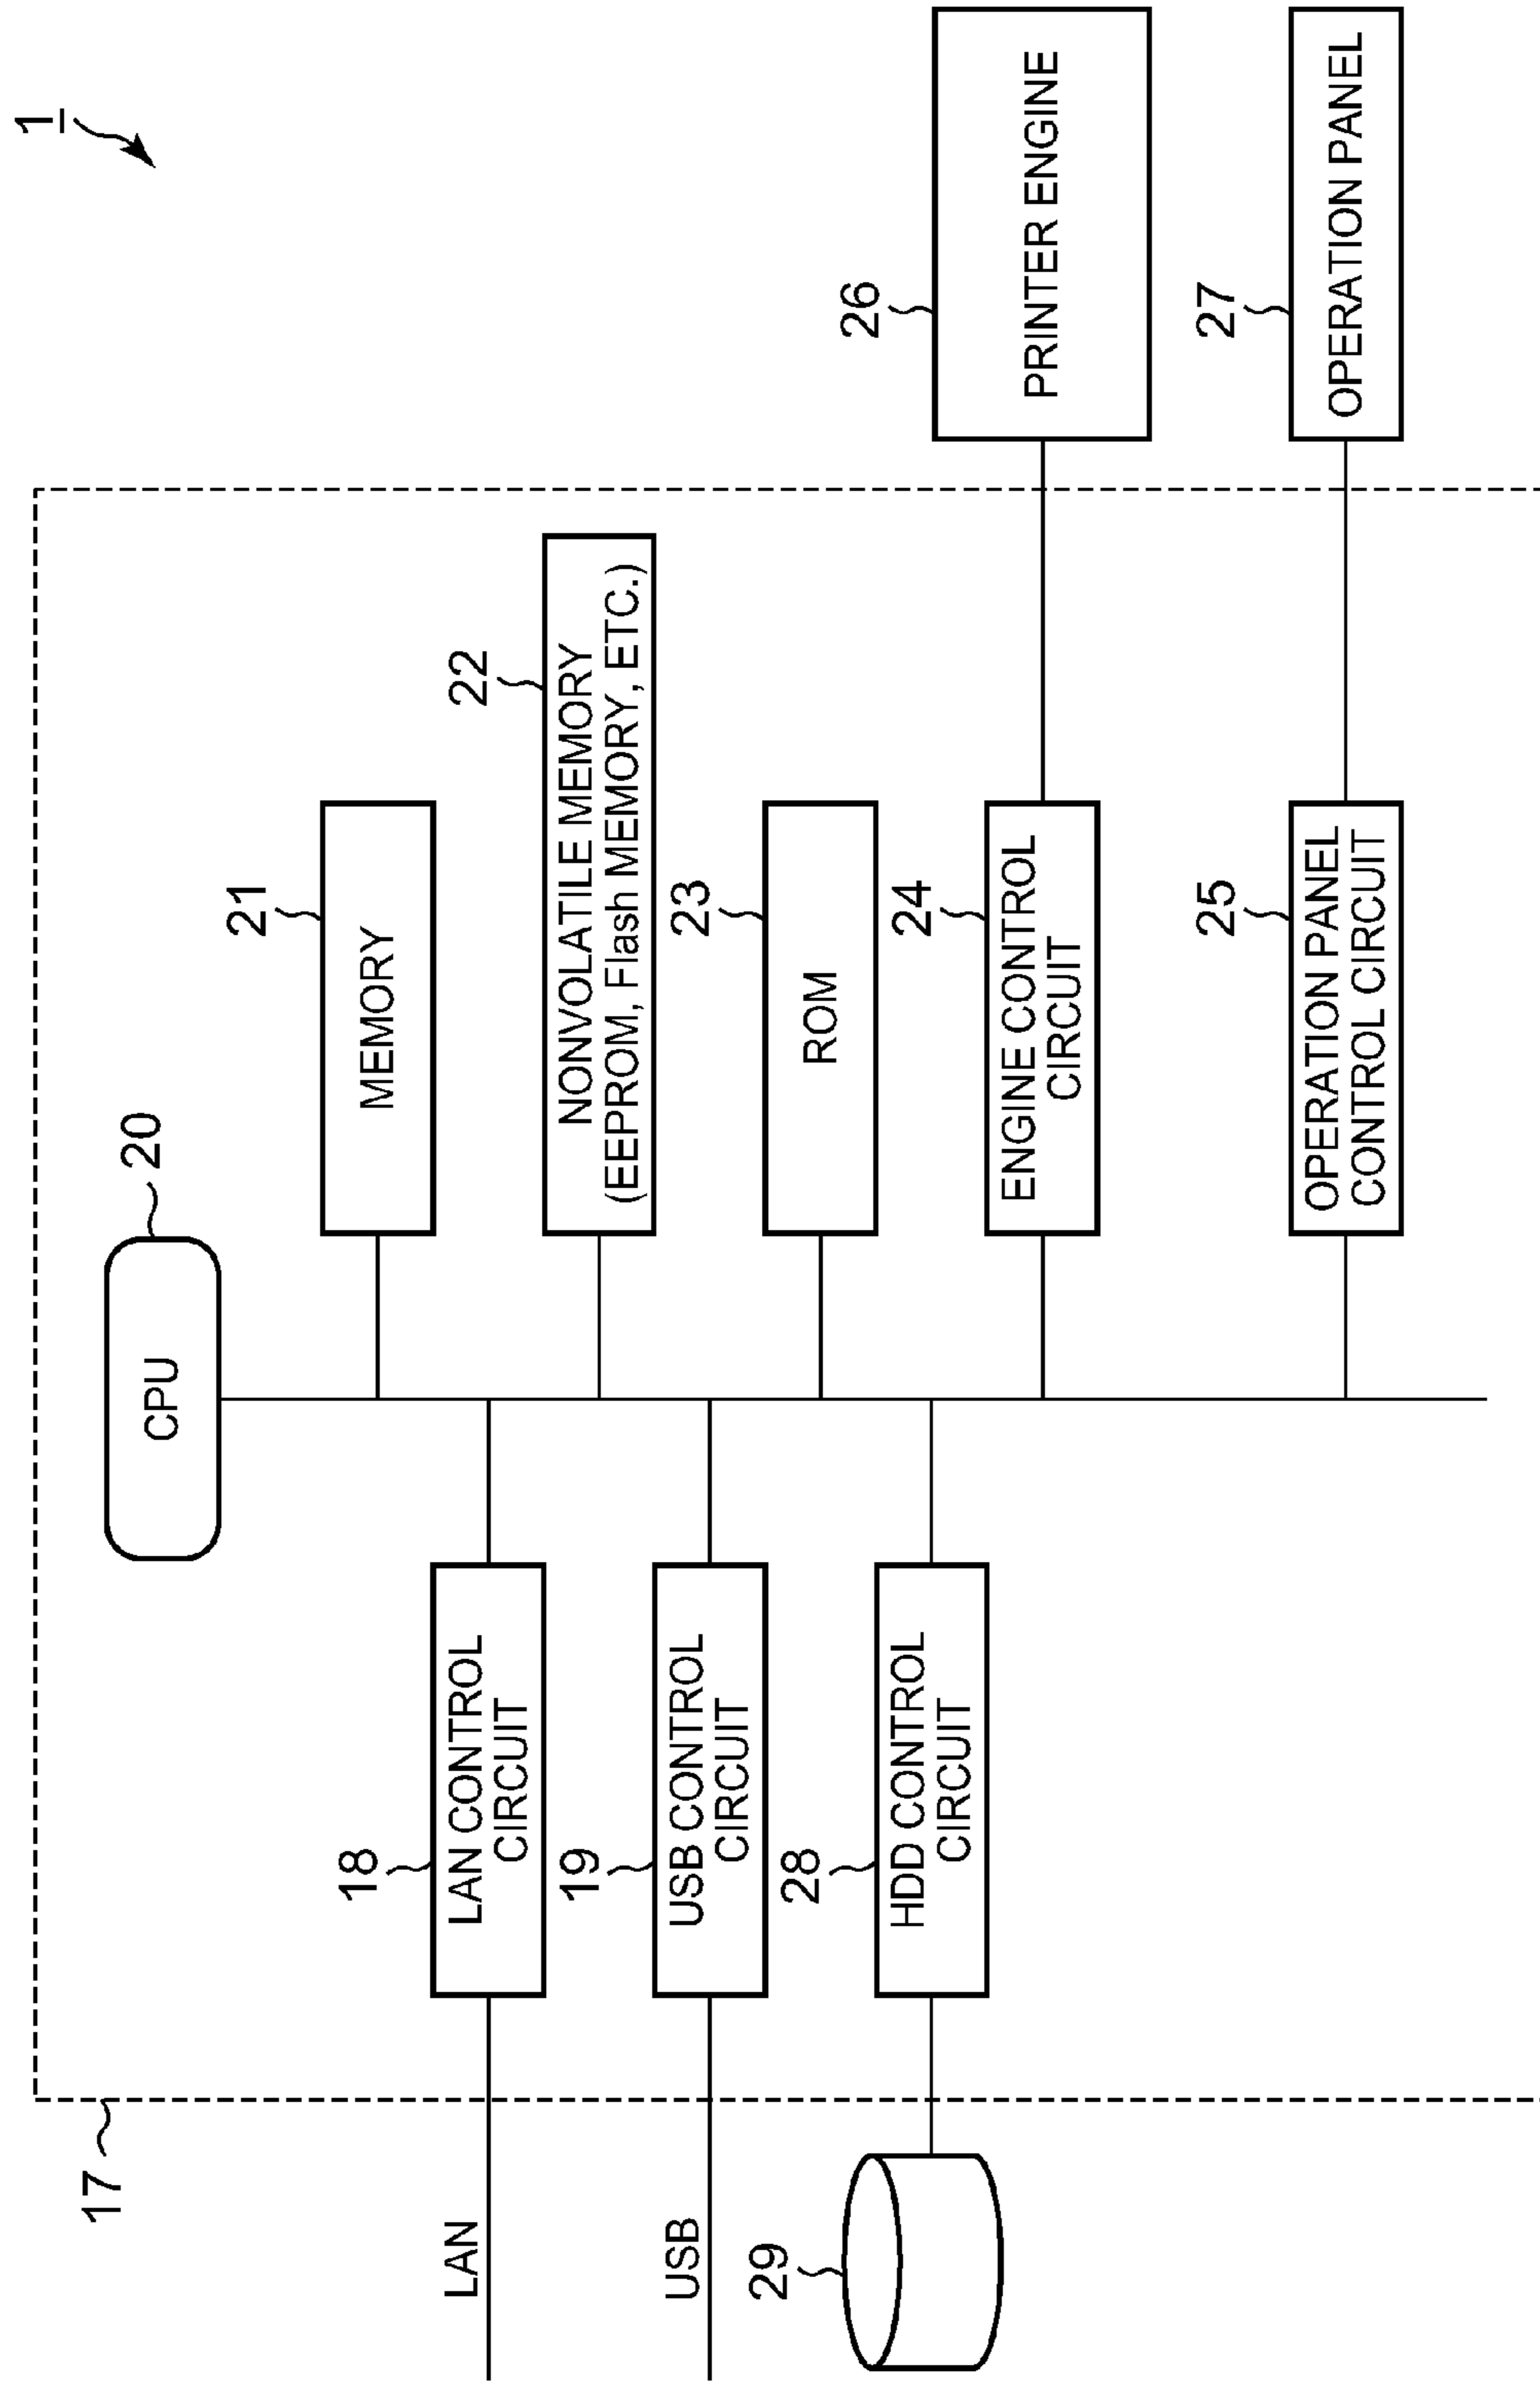 1
17
20
CPU
21
MEMORY
18
LAN CONTROL
CIRCUIT
LAN
22
NONVOLATILE MEMORY
(EEPROM, Flash MEMORY, ETC.)
19
USB CONTROL
CIRCUIT
USB
23
ROM
28
HDD CONTROL
CIRCUIT
29
24
ENGINE CONTROL
CIRCUIT
26
PRINTER ENGINE
25
OPERATION PANEL
CONTROL CIRCUIT
27
OPERATION PANEL